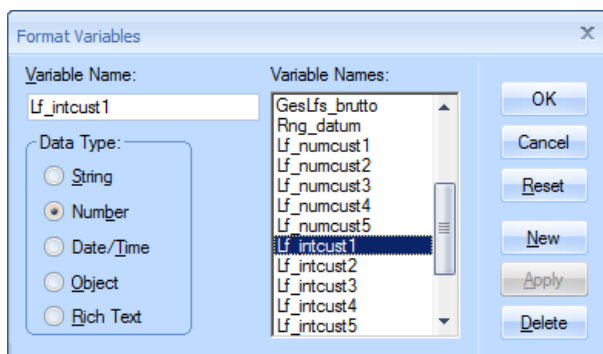 Format Variables
x
Variable Name:
Lf_intcust1
Data Type:
String
Number
Date/Time
Object
Rich Text
Variable Names:
GesLfs_brutto
Rng_datum
Lf_numcust1
Lf_numcust2
Lf_numcust3
Lf_numcust4
Lf_numcust5
Lf_intcust1
Lf_intcust2
Lf_intcust3
Lf_intcust4
Lf_intcust5
OK
Cancel
Reset
New
Apply
Delete